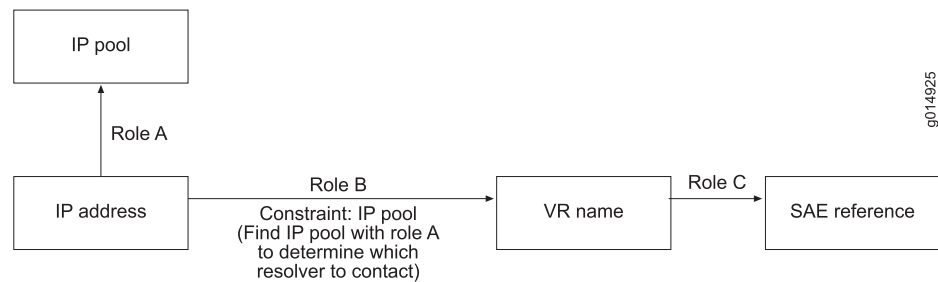 IP pool
g014925
Role A
IP address
Role B
Constraint: IP pool
(Find IP pool with role A
to determine which
resolver to contact)
VR name
Role C
SAE reference